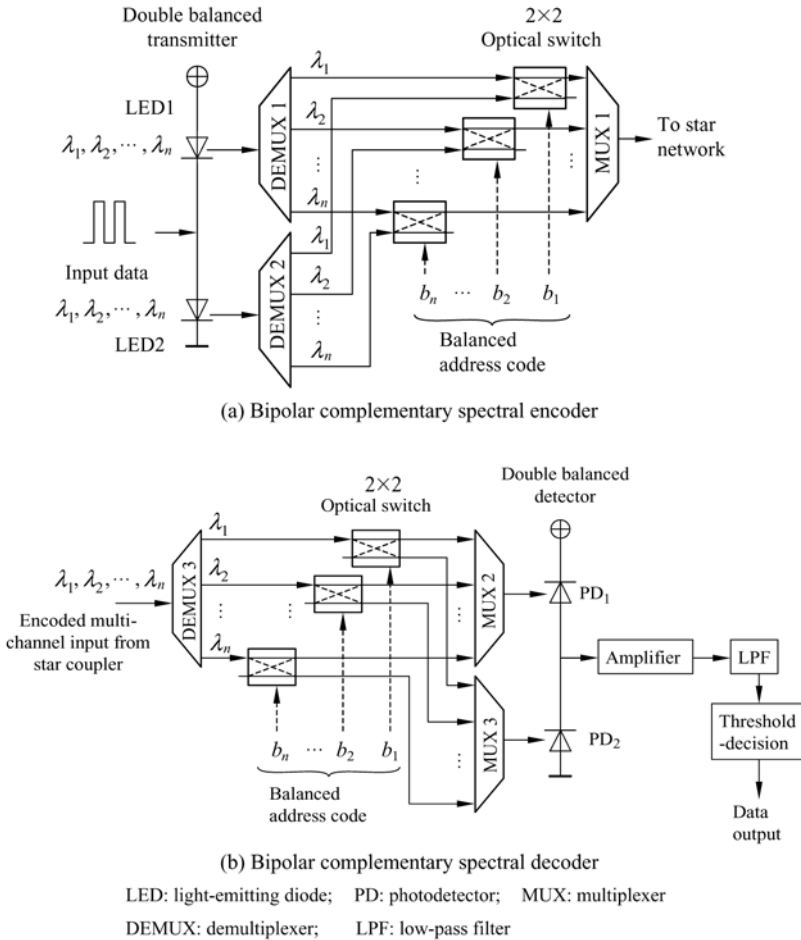 Double balanced
transmitter
2×2
Optical switch
LED1
λ1, λ2, ⋯, λn
Input data
λ1, λ2, ⋯, λn
LED2
DEMUX 1
λ1
λ2
⋮
λn
DEMUX 2
λ1
λ2
⋮
λn
⋮
⋮
MUX 1
To star
network
bn ⋯ b2 b1
Balanced
address code
(a) Bipolar complementary spectral encoder
2×2
Optical switch
Double balanced
detector
λ1, λ2, ⋯, λn
Encoded multi-
channel input from
star coupler
DEMUX 3
λ1
λ2
⋮
⋮
λn
MUX 2
⋮
MUX 3
⋮
PD1
PD2
Amplifier
LPF
Threshold
-decision
Data
output
bn ⋯ b2 b1
Balanced
address code
(b) Bipolar complementary spectral decoder
LED: light-emitting diode; PD: photodetector; MUX: multiplexer
DEMUX: demultiplexer; LPF: low-pass filter